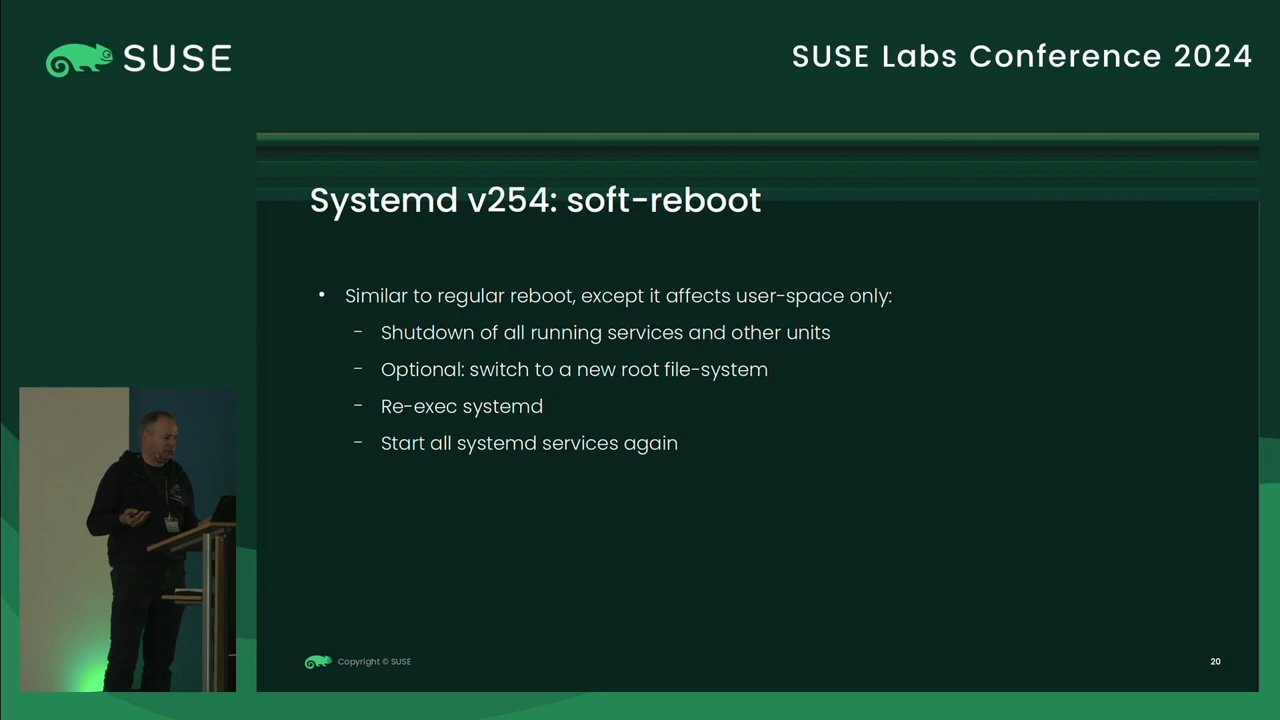 SUSE
SUSE Labs Conference 2024
Systemd v254: soft-reboot
• Similar to regular reboot, except it affects user-space only:
- Shutdown of all running services and other units
- Optional: switch to a new root file-system
- Re-exec systemd
- Start all systemd services again
Copyright © SUSE
20